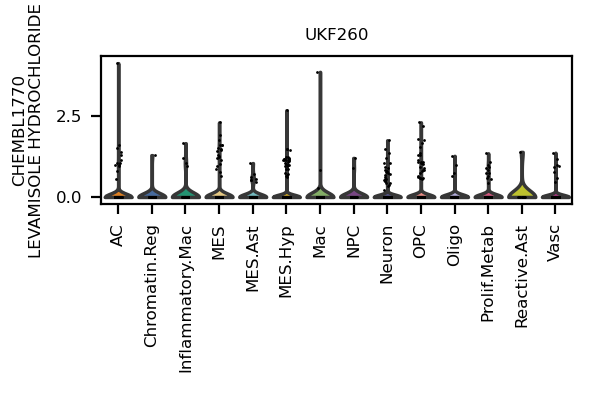 UKF260
CHEMBL1770
LEVAMISOLE HYDROCHLORIDE
2.5
0.0
AC
Chromatin.Reg
Inflammatory.Mac
MES
MES.Ast
MES.Hyp
Mac
NPC
Neuron
OPC
Oligo
Prolif.Metab
Reactive.Ast
Vasc